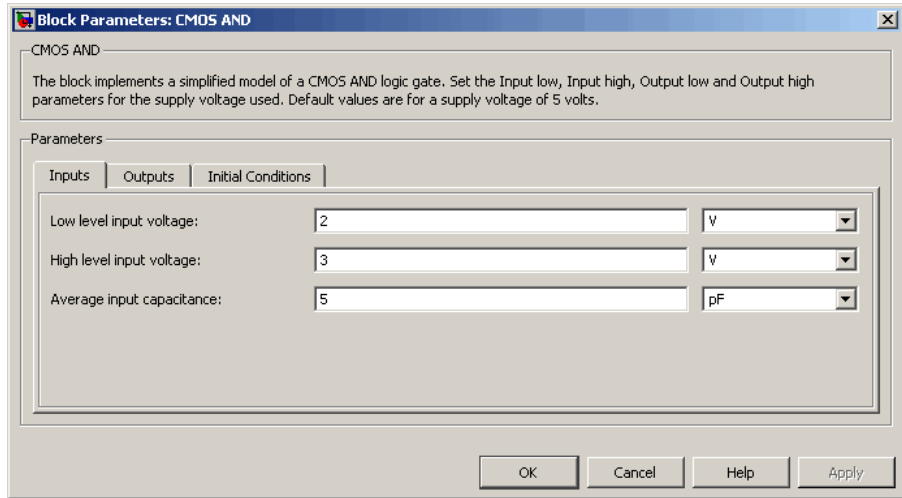 Block Parameters: CMOS AND
CMOS AND
The block implements a simplified model of a CMOS AND logic gate. Set the Input low, Input high, Output low and Output high
parameters for the supply voltage used. Default values are for a supply voltage of 5 volts.
Parameters
Inputs Outputs Initial Conditions
Low level input voltage: 2 V
High level input voltage: 3 V
Average input capacitance: 5 pF
OK Cancel Help Apply